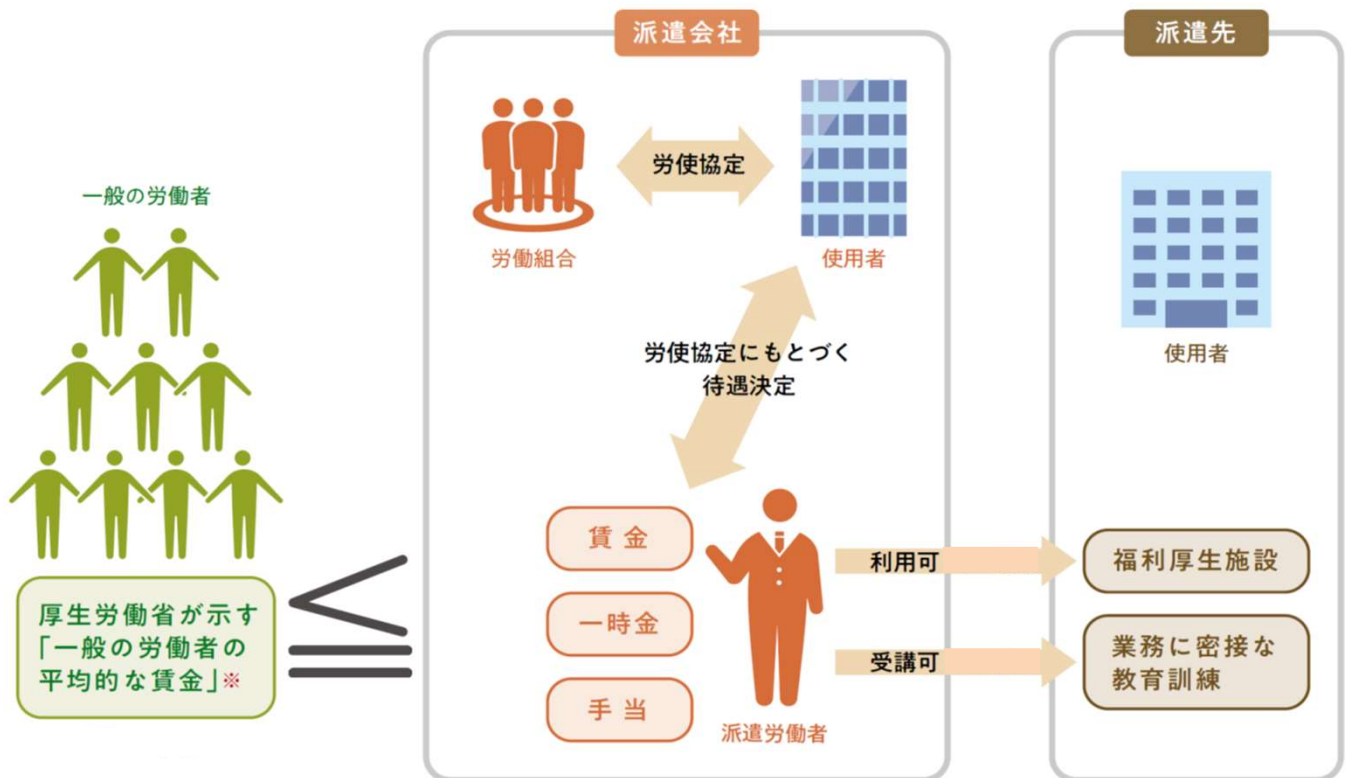 派遣会社
派遣先
労使協定
一般の労働者
労働組合
使用者
使用者
労使協定にもとづく
待遇決定
賃金
一時金
手当
派遣労働者
利用可
受講可
福利厚生施設
業務に密接な
教育訓練
厚生労働省が示す
「一般の労働者の
平均的な賃金」※